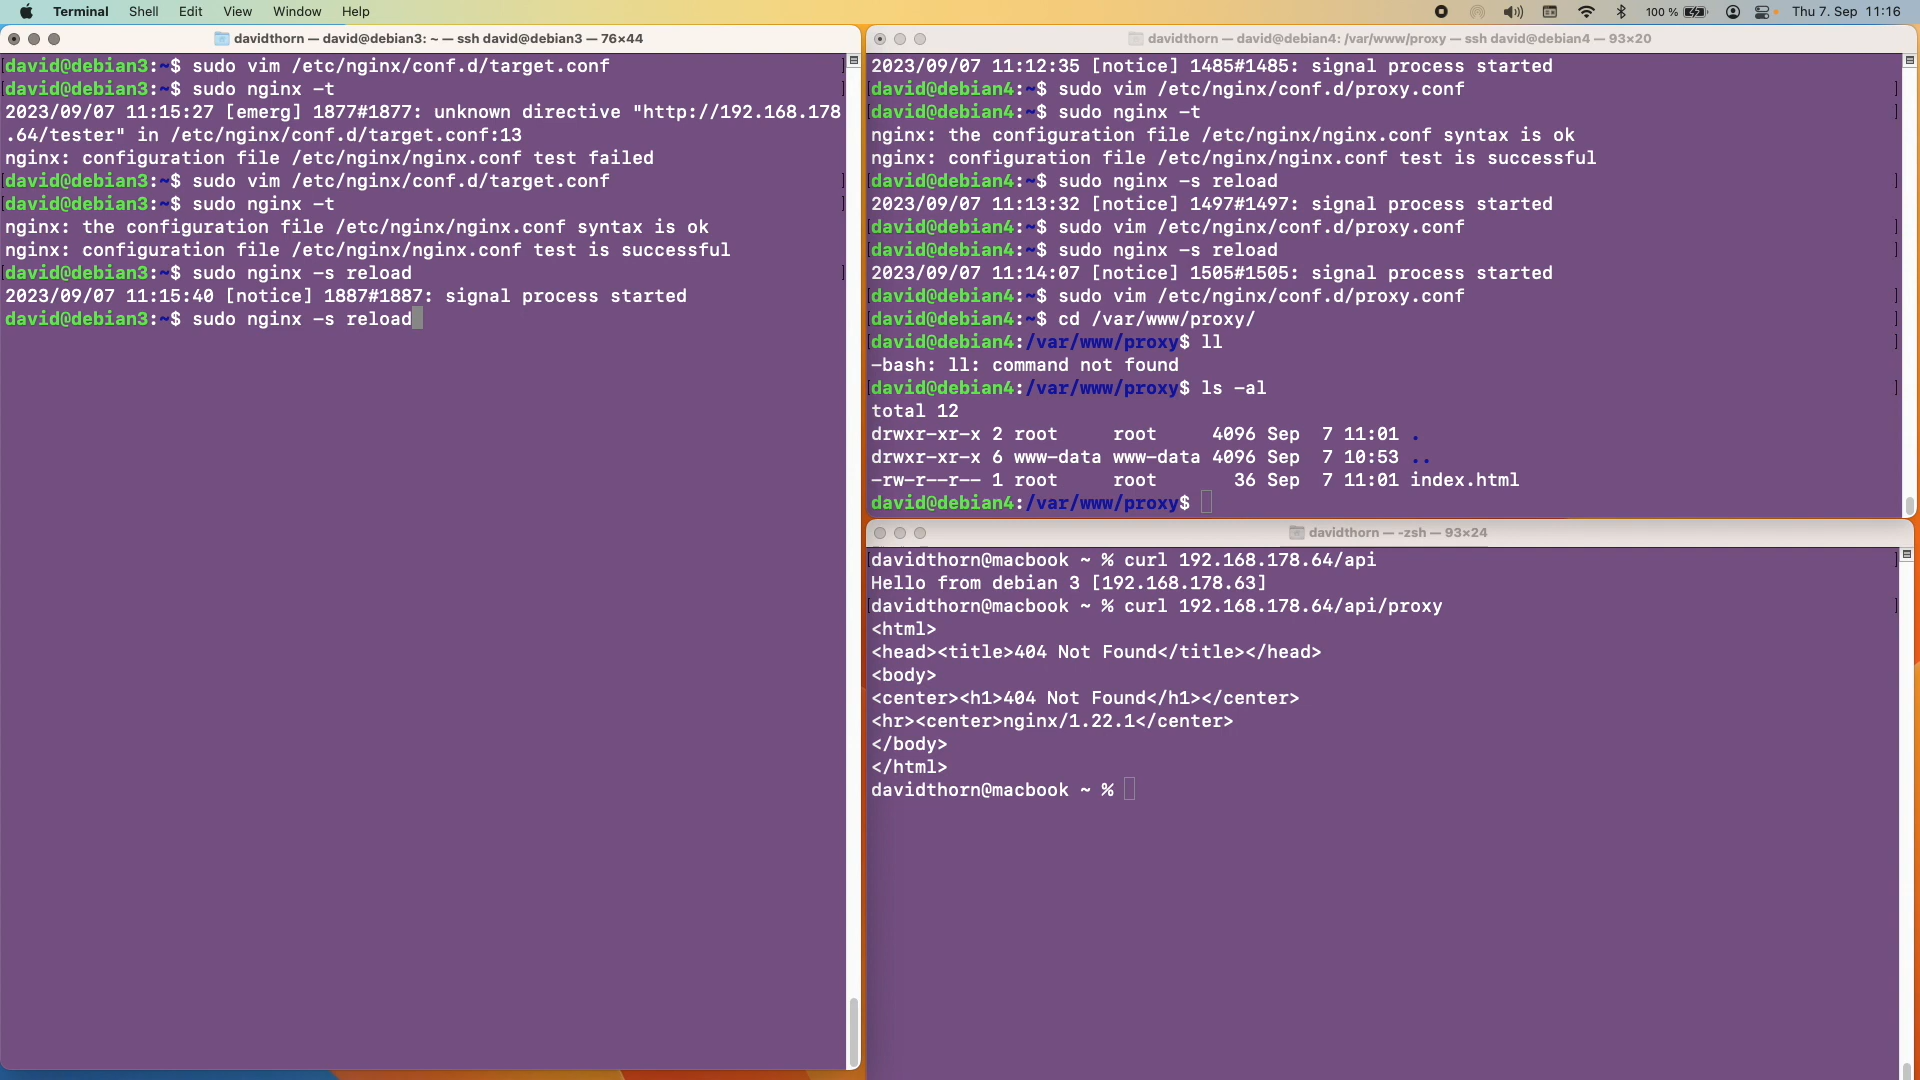 Terminal Shell Edit View Window Help 100 % Thu 7. Sep 11:16
davidthorn — david@debian3: ~ — ssh david@debian3 — 76×44
david@debian3:~$ sudo vim /etc/nginx/conf.d/target.conf
david@debian3:~$ sudo nginx -t
2023/09/07 11:15:27 [emerg] 1877#1877: unknown directive "http://192.168.178
.64/tester" in /etc/nginx/conf.d/target.conf:13
nginx: configuration file /etc/nginx/nginx.conf test failed
david@debian3:~$ sudo vim /etc/nginx/conf.d/target.conf
david@debian3:~$ sudo nginx -t
nginx: the configuration file /etc/nginx/nginx.conf syntax is ok
nginx: configuration file /etc/nginx/nginx.conf test is successful
david@debian3:~$ sudo nginx -s reload
2023/09/07 11:15:40 [notice] 1887#1887: signal process started
david@debian3:~$ sudo nginx -s reload
davidthorn — david@debian4: /var/www/proxy — ssh david@debian4 — 93×20
2023/09/07 11:12:35 [notice] 1485#1485: signal process started
david@debian4:~$ sudo vim /etc/nginx/conf.d/proxy.conf
david@debian4:~$ sudo nginx -t
nginx: the configuration file /etc/nginx/nginx.conf syntax is ok
nginx: configuration file /etc/nginx/nginx.conf test is successful
david@debian4:~$ sudo nginx -s reload
2023/09/07 11:13:32 [notice] 1497#1497: signal process started
david@debian4:~$ sudo vim /etc/nginx/conf.d/proxy.conf
david@debian4:~$ sudo nginx -s reload
2023/09/07 11:14:07 [notice] 1505#1505: signal process started
david@debian4:~$ sudo vim /etc/nginx/conf.d/proxy.conf
david@debian4:~$ cd /var/www/proxy/
david@debian4:/var/www/proxy$ ll
-bash: ll: command not found
david@debian4:/var/www/proxy$ ls -al
total 12
drwxr-xr-x 2 root     root     4096 Sep  7 11:01 .
drwxr-xr-x 6 www-data www-data 4096 Sep  7 10:53 ..
-rw-r--r-- 1 root     root       36 Sep  7 11:01 index.html
david@debian4:/var/www/proxy$
davidthorn — -zsh — 93×24
davidthorn@macbook ~ % curl 192.168.178.64/api
Hello from debian 3 [192.168.178.63]
davidthorn@macbook ~ % curl 192.168.178.64/api/proxy
<html>
<head><title>404 Not Found</title></head>
<body>
<center><h1>404 Not Found</h1></center>
<hr><center>nginx/1.22.1</center>
</body>
</html>
davidthorn@macbook ~ %